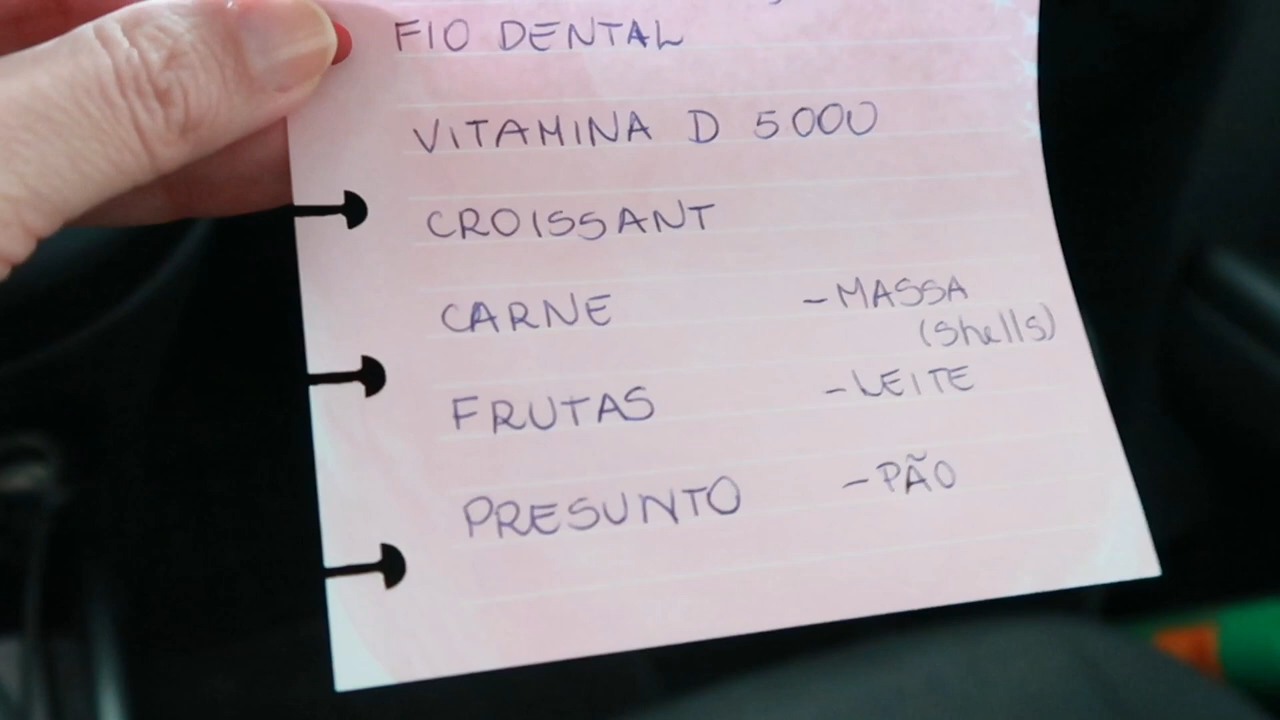 FIO DENTAL
VITAMINA D 5000
CROISSANT
CARNE
FRUTAS
PRESUNTO
- MASSA
(shells)
- LEITE
- PÃO